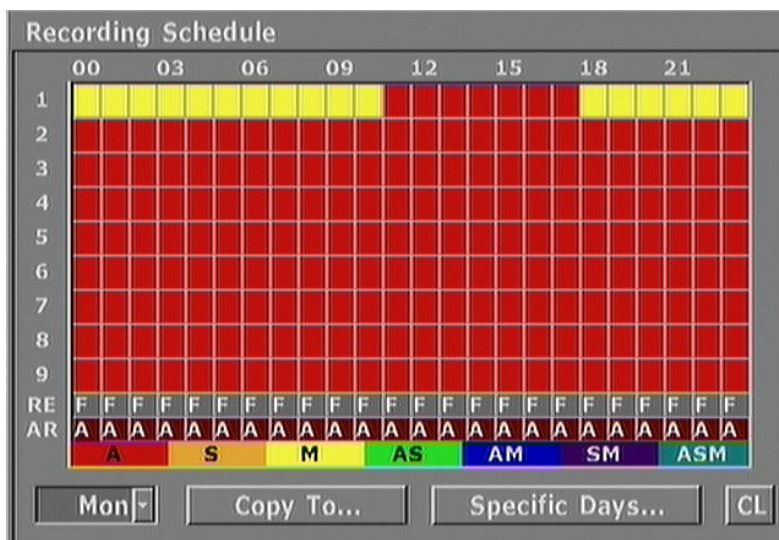 Recording Schedule
00 03 06 09 12 15 18 21
1
2
3
4
5
6
7
8
9
RE F F F F F F F F F F F F F F F F F F F F F F F F
AR A A A A A A A A A A A A A A A A A A A A A A A A
A S M AS AM SM ASM
Mon Copy To... Specific Days... CL